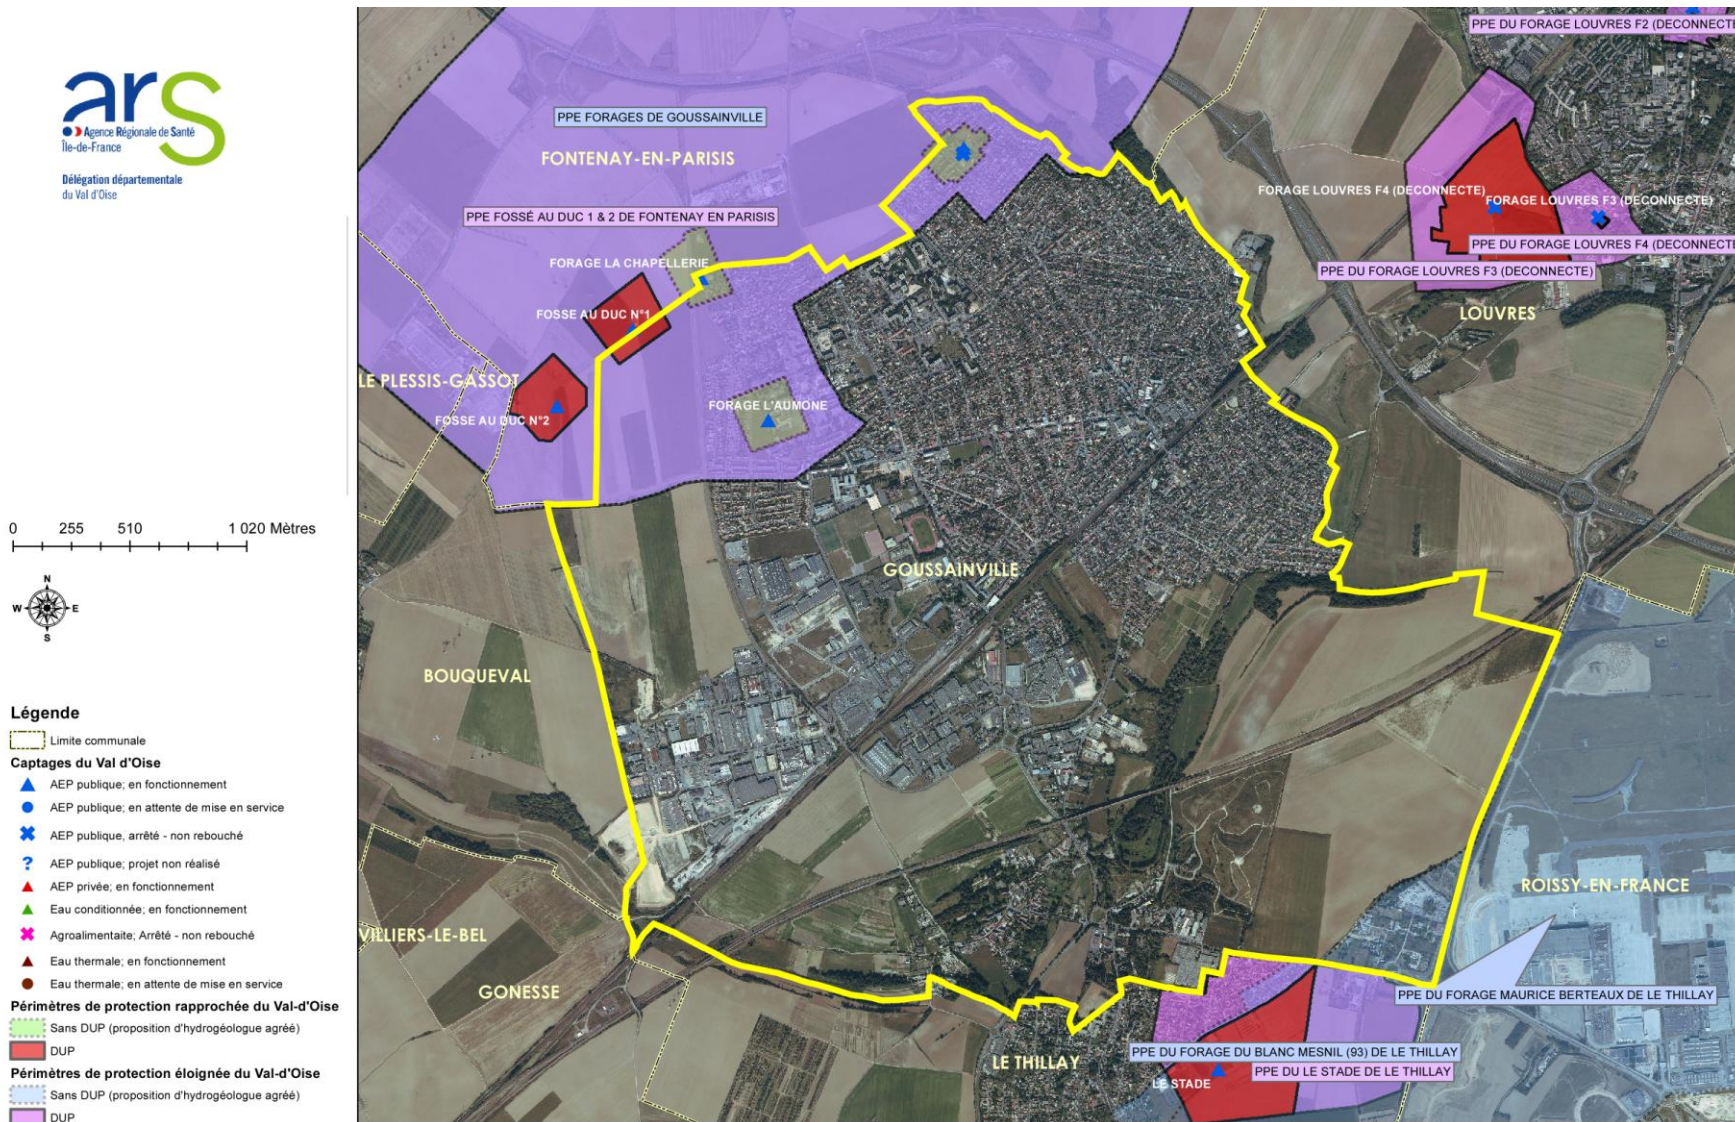 arS
Agence Régionale de Santé
Île-de-France
Délégation départementale
du Val d'Oise
0 255 510 1 020 Mètres
N
W E
S
Légende
Limite communale
Captages du Val d'Oise
AEP publique; en fonctionnement
AEP publique; en attente de mise en service
AEP publique, arrêté - non rebouché
? AEP publique; projet non réalisé
AEP privée; en fonctionnement
Eau conditionnée; en fonctionnement
Agroalimentaite; Arrêté - non rebouché
Eau thermale; en fonctionnement
Eau thermale; en attente de mise en service
Périmètres de protection rapprochée du Val-d'Oise
Sans DUP (proposition d'hydrogéologue agréé)
DUP
Périmètres de protection éloignée du Val-d'Oise
Sans DUP (proposition d'hydrogéologue agréé)
DUP
PPE DU FORAGE LOUVRES F2 (DECONNECTE
PPE FORAGES DE GOUSSAINVILLE
FONTENAY-EN-PARISIS
FORAGE LOUVRES F4 (DECONNECTE)
FORAGE LOUVRES F3 (DECONNECTE)
PPE FOSSÉ AU DUC 1 & 2 DE FONTENAY EN PARISIS
PPE DU FORAGE LOUVRES F4 (DECONNECTE
FORAGE LA CHAPELLERIE
PPE DU FORAGE LOUVRES F3 (DECONNECTE)
FOSSE AU DUC N°1
LOUVRES
LE PLESSIS-GASSOT
FORAGE L'AUMONE
FOSSE AU DUC N°2
GOUSSAINVILLE
BOUQUEVAL
ROISSY-EN-FRANCE
VILLIERS-LE-BEL
GONESSE
PPE DU FORAGE MAURICE BERTEAUX DE LE THILLAY
PPE DU FORAGE DU BLANC MESNIL (93) DE LE THILLAY
LE THILLAY
PPE DU LE STADE DE LE THILLAY
LE STADE